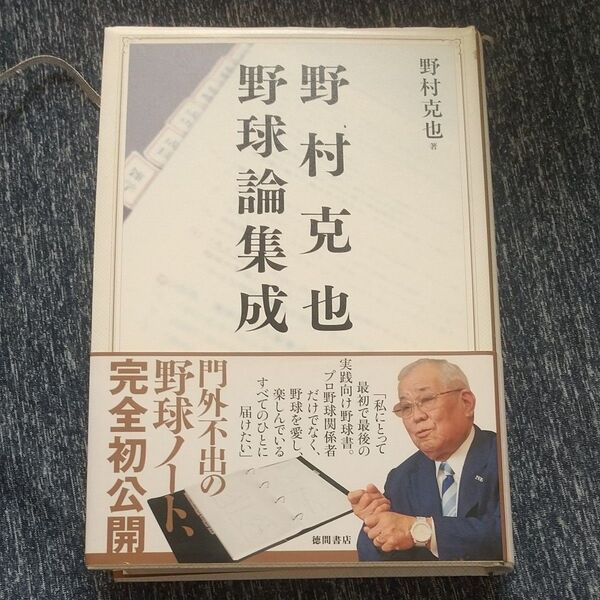 野村克也 著
野村克也
野球論集成
「私にとって
最初で最後の
実践向け野球書。
プロ野球関係者
だけでなく、
野球を愛し、
楽しんでいる
すべてのひとに
届けたい」
門外不出の
野球ノート、
完全初公開
徳間書店